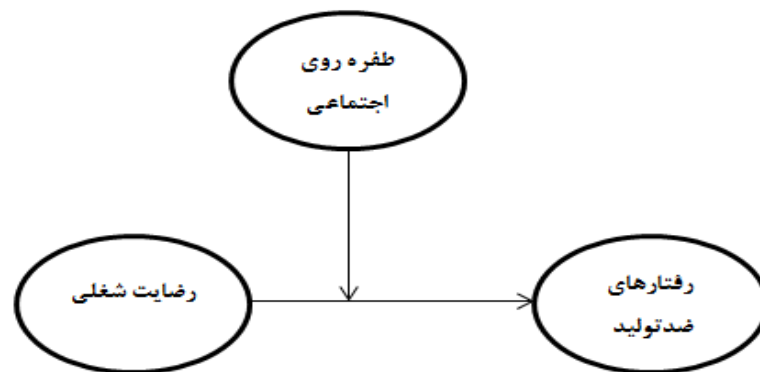 طفره روی
اجتماعی
رضایت شغلی
رفتارهای
ضدتولید